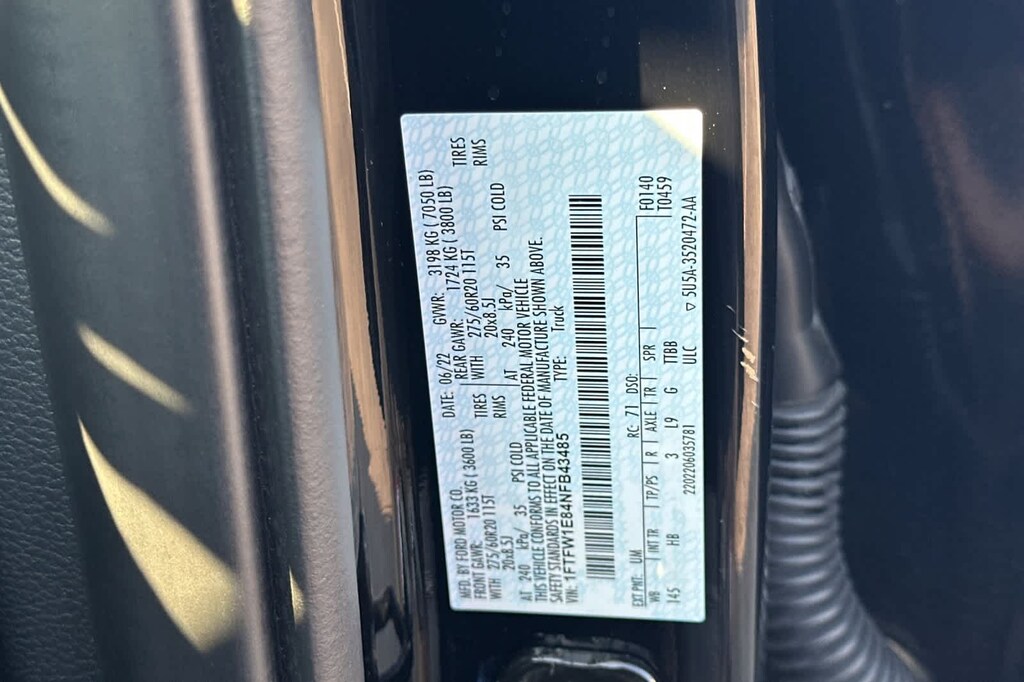 MFD. BY FORD MOTOR CO. DATE: 06/22 GVWR: 3198 KG ( 7050 LB)
FRONT GAWR: 1633 KG ( 3600 LB) REAR GAWR: 1724 KG ( 3800 LB)
WITH 275/60R20 115T TIRES WITH 275/60R20 115T TIRES
20x8.5J RIMS 20x8.5J RIMS
AT 240 kPa/ 35 PSI COLD AT 240 kPa/ 35 PSI COLD
THIS VEHICLE CONFORMS TO ALL APPLICABLE FEDERAL MOTOR VEHICLE
SAFETY STANDARDS IN EFFECT ON THE DATE OF MANUFACTURE SHOWN ABOVE.
VIN: 1FTFW1E84NFB43485 TYPE: Truck
EXT PNT: UM RC: 71 DSO: F0140
WB INT TR TP/PS R AXLE TR SPR T0459
145 HB 3 L9 G TTBB
2202206035781 ULC ▽ 5U5A-3520472-AA